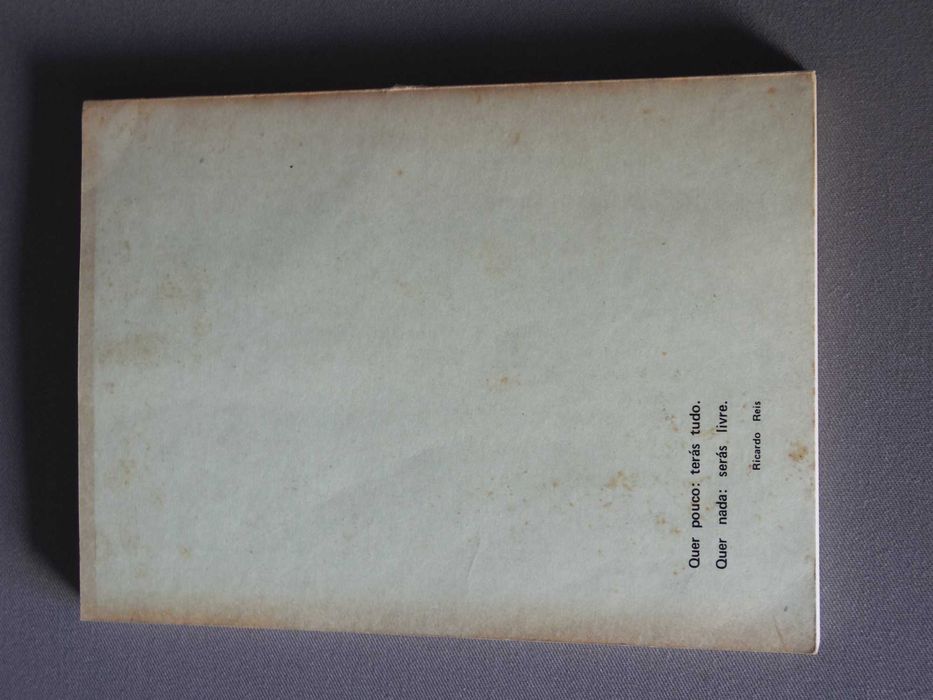 Quer pouco: terás tudo.
Quer nada: serás livre.
Ricardo Reis